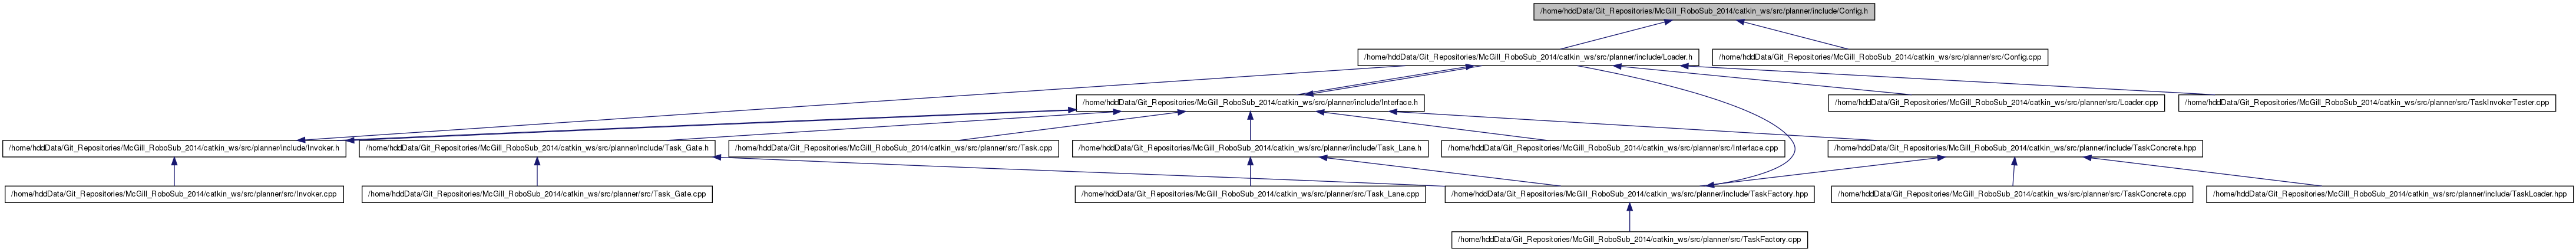 /home/hddData/Git_Repositories/McGill_RoboSub_2014/catkin_ws/src/planner/include/Config.h
/home/hddData/Git_Repositories/McGill_RoboSub_2014/catkin_ws/src/planner/include/Loader.h
/home/hddData/Git_Repositories/McGill_RoboSub_2014/catkin_ws/src/planner/src/Config.cpp
/home/hddData/Git_Repositories/McGill_RoboSub_2014/catkin_ws/src/planner/include/Interface.h
/home/hddData/Git_Repositories/McGill_RoboSub_2014/catkin_ws/src/planner/src/Loader.cpp
/home/hddData/Git_Repositories/McGill_RoboSub_2014/catkin_ws/src/planner/src/TaskInvokerTester.cpp
/home/hddData/Git_Repositories/McGill_RoboSub_2014/catkin_ws/src/planner/include/Invoker.h
/home/hddData/Git_Repositories/McGill_RoboSub_2014/catkin_ws/src/planner/include/Task_Gate.h
/home/hddData/Git_Repositories/McGill_RoboSub_2014/catkin_ws/src/planner/src/Task.cpp
/home/hddData/Git_Repositories/McGill_RoboSub_2014/catkin_ws/src/planner/include/Task_Lane.h
/home/hddData/Git_Repositories/McGill_RoboSub_2014/catkin_ws/src/planner/src/Interface.cpp
/home/hddData/Git_Repositories/McGill_RoboSub_2014/catkin_ws/src/planner/include/TaskConcrete.hpp
/home/hddData/Git_Repositories/McGill_RoboSub_2014/catkin_ws/src/planner/src/Invoker.cpp
/home/hddData/Git_Repositories/McGill_RoboSub_2014/catkin_ws/src/planner/src/Task_Gate.cpp
/home/hddData/Git_Repositories/McGill_RoboSub_2014/catkin_ws/src/planner/src/Task_Lane.cpp
/home/hddData/Git_Repositories/McGill_RoboSub_2014/catkin_ws/src/planner/include/TaskFactory.hpp
/home/hddData/Git_Repositories/McGill_RoboSub_2014/catkin_ws/src/planner/src/TaskConcrete.cpp
/home/hddData/Git_Repositories/McGill_RoboSub_2014/catkin_ws/src/planner/include/TaskLoader.hpp
/home/hddData/Git_Repositories/McGill_RoboSub_2014/catkin_ws/src/planner/src/TaskFactory.cpp